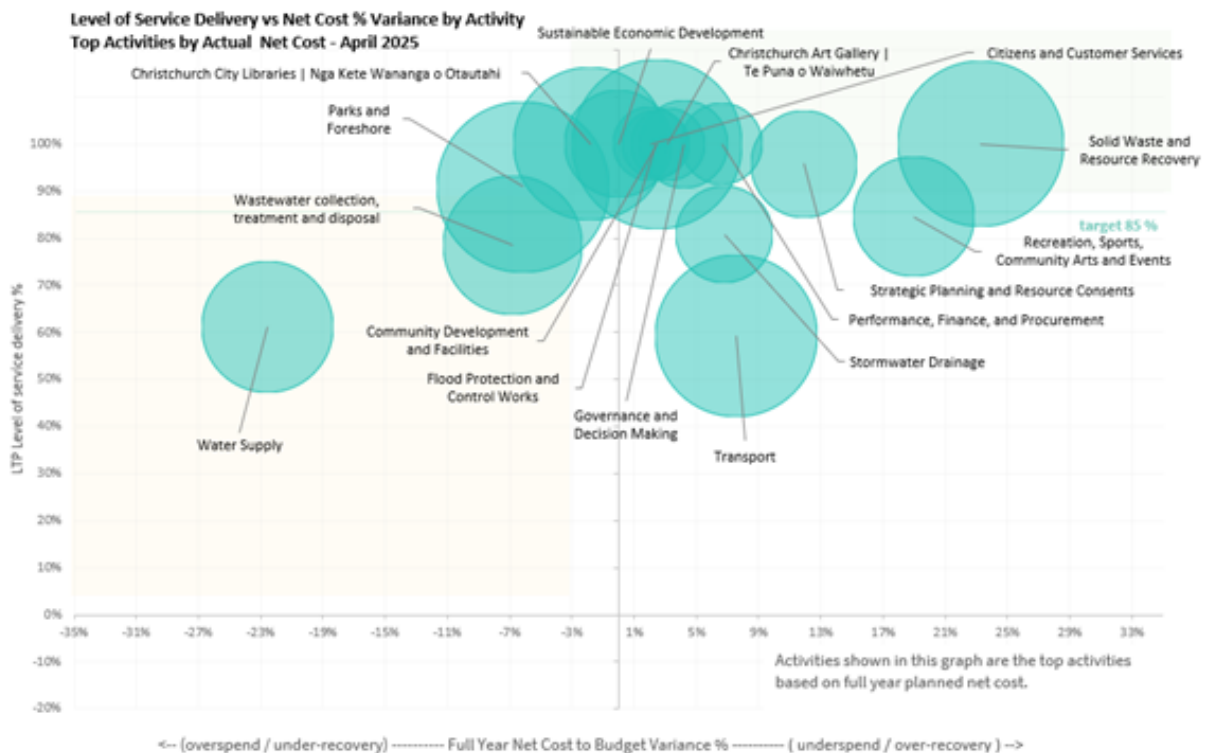 Level of Service Delivery vs Net Cost % Variance by Activity
Top Activities by Actual Net Cost - April 2025
Sustainable Economic Development
Christchurch City Libraries | Nga Kete Wananga o Otautahi
Christchurch Art Gallery |
Te Puna o Waiwhetu
Citizens and Customer Services
Parks and
Foreshore
Solid Waste and
Resource Recovery
Wastewater collection,
treatment and disposal
target 85 %
Recreation, Sports,
Community Arts and Events
Strategic Planning and Resource Consents
Performance, Finance, and Procurement
Community Development
and Facilities
Stormwater Drainage
Flood Protection and
Control Works
Governance and
Decision Making
Water Supply
Transport
LTP Level of service delivery %
100%
90%
80%
70%
60%
50%
40%
30%
20%
10%
0%
-10%
-20%
-35% -31% -27% -23% -19% -15% -11% -7% -3% 1% 5% 9% 13% 17% 21% 25% 29% 33%
Activities shown in this graph are the top activities
based on full year planned net cost.
<-- (overspend / under-recovery) ---------- Full Year Net Cost to Budget Variance % ---------- ( underspend / over-recovery ) -->